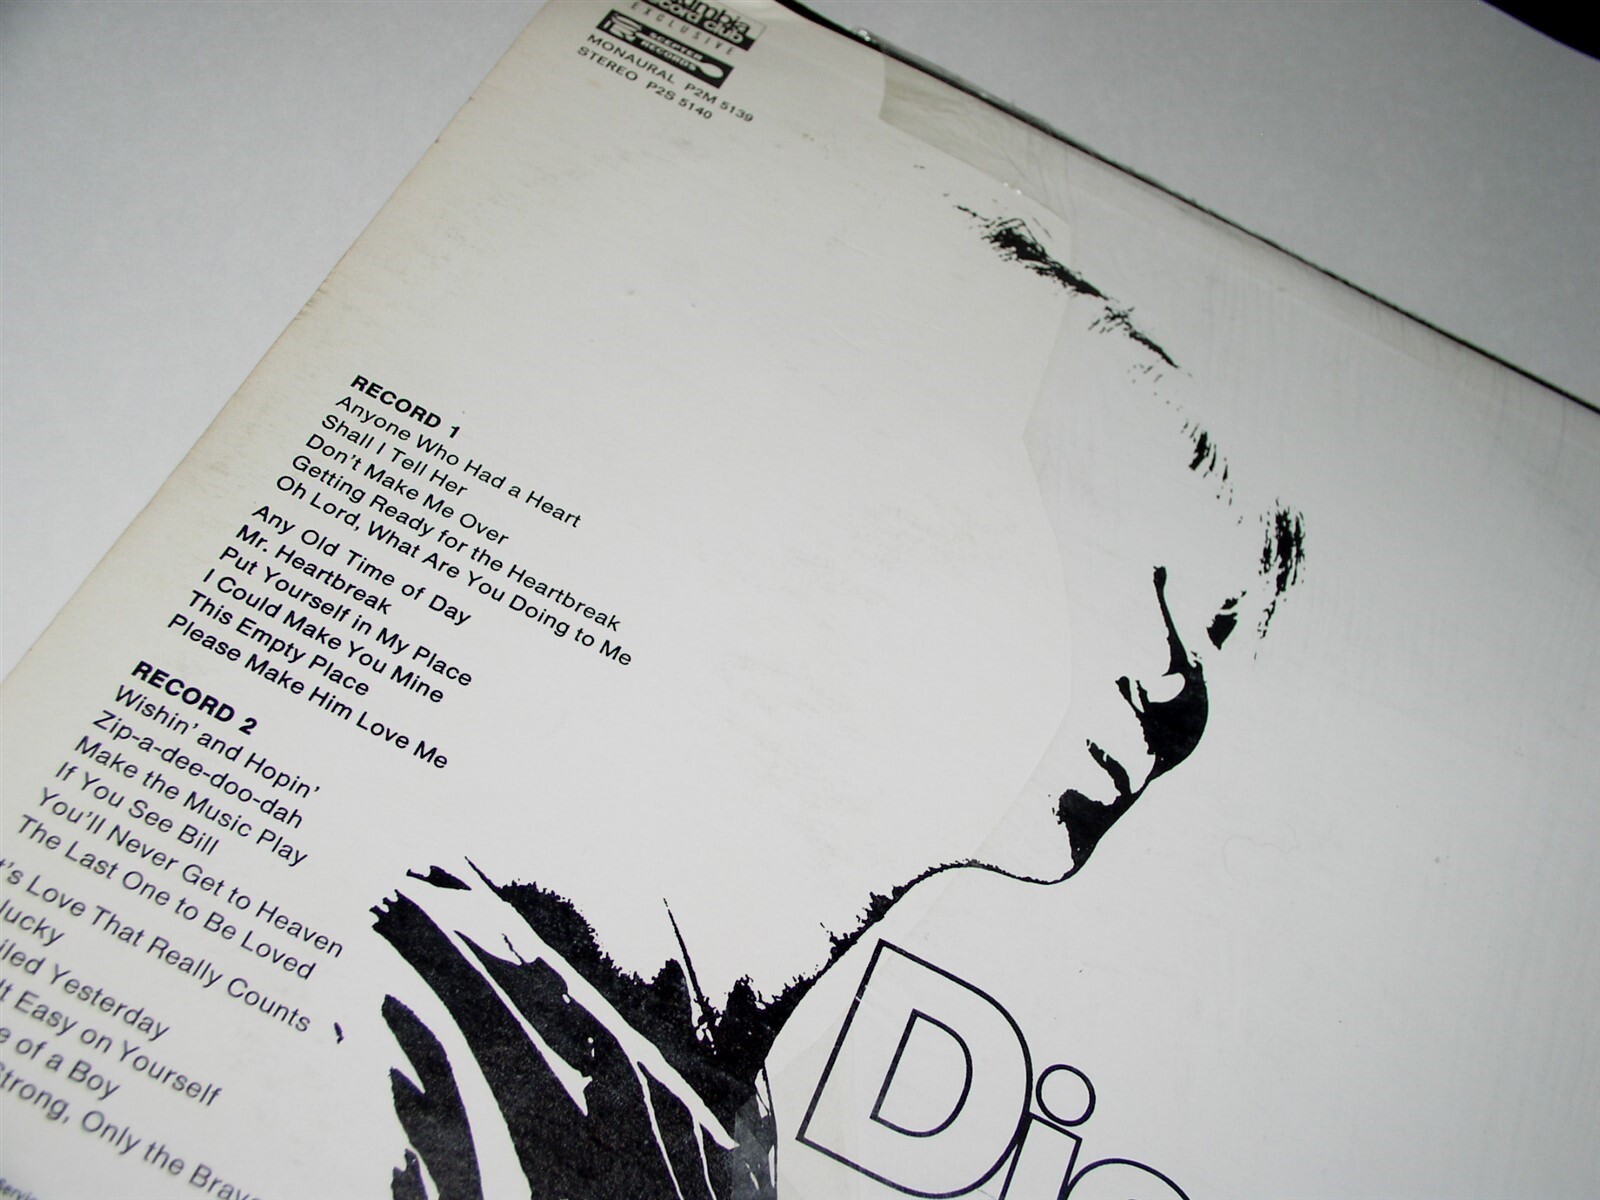 EXCLUSIVE
SCEPTER
RECORDS
MONAURAL P2M 5139
STEREO P2S 5140
RECORD 1
Anyone Who Had a Heart
Shall I Tell Her
Don't Make Me Over
Getting Ready for the Heartbreak
Oh Lord, What Are You Doing to Me
Any Old Time of Day
Mr. Heartbreak
Put Yourself in My Place
I Could Make You Mine
This Empty Place
Please Make Him Love Me
RECORD 2
Wishin' and Hopin'
Zip-a-dee-doo-dah
Make the Music Play
If You See Bill
You'll Never Get to Heaven
The Last One to Be Loved
t's Love That Really Counts
lucky
iled Yesterday
It Easy on Yourself
e of a Boy
Strong, Only the Brave
Di